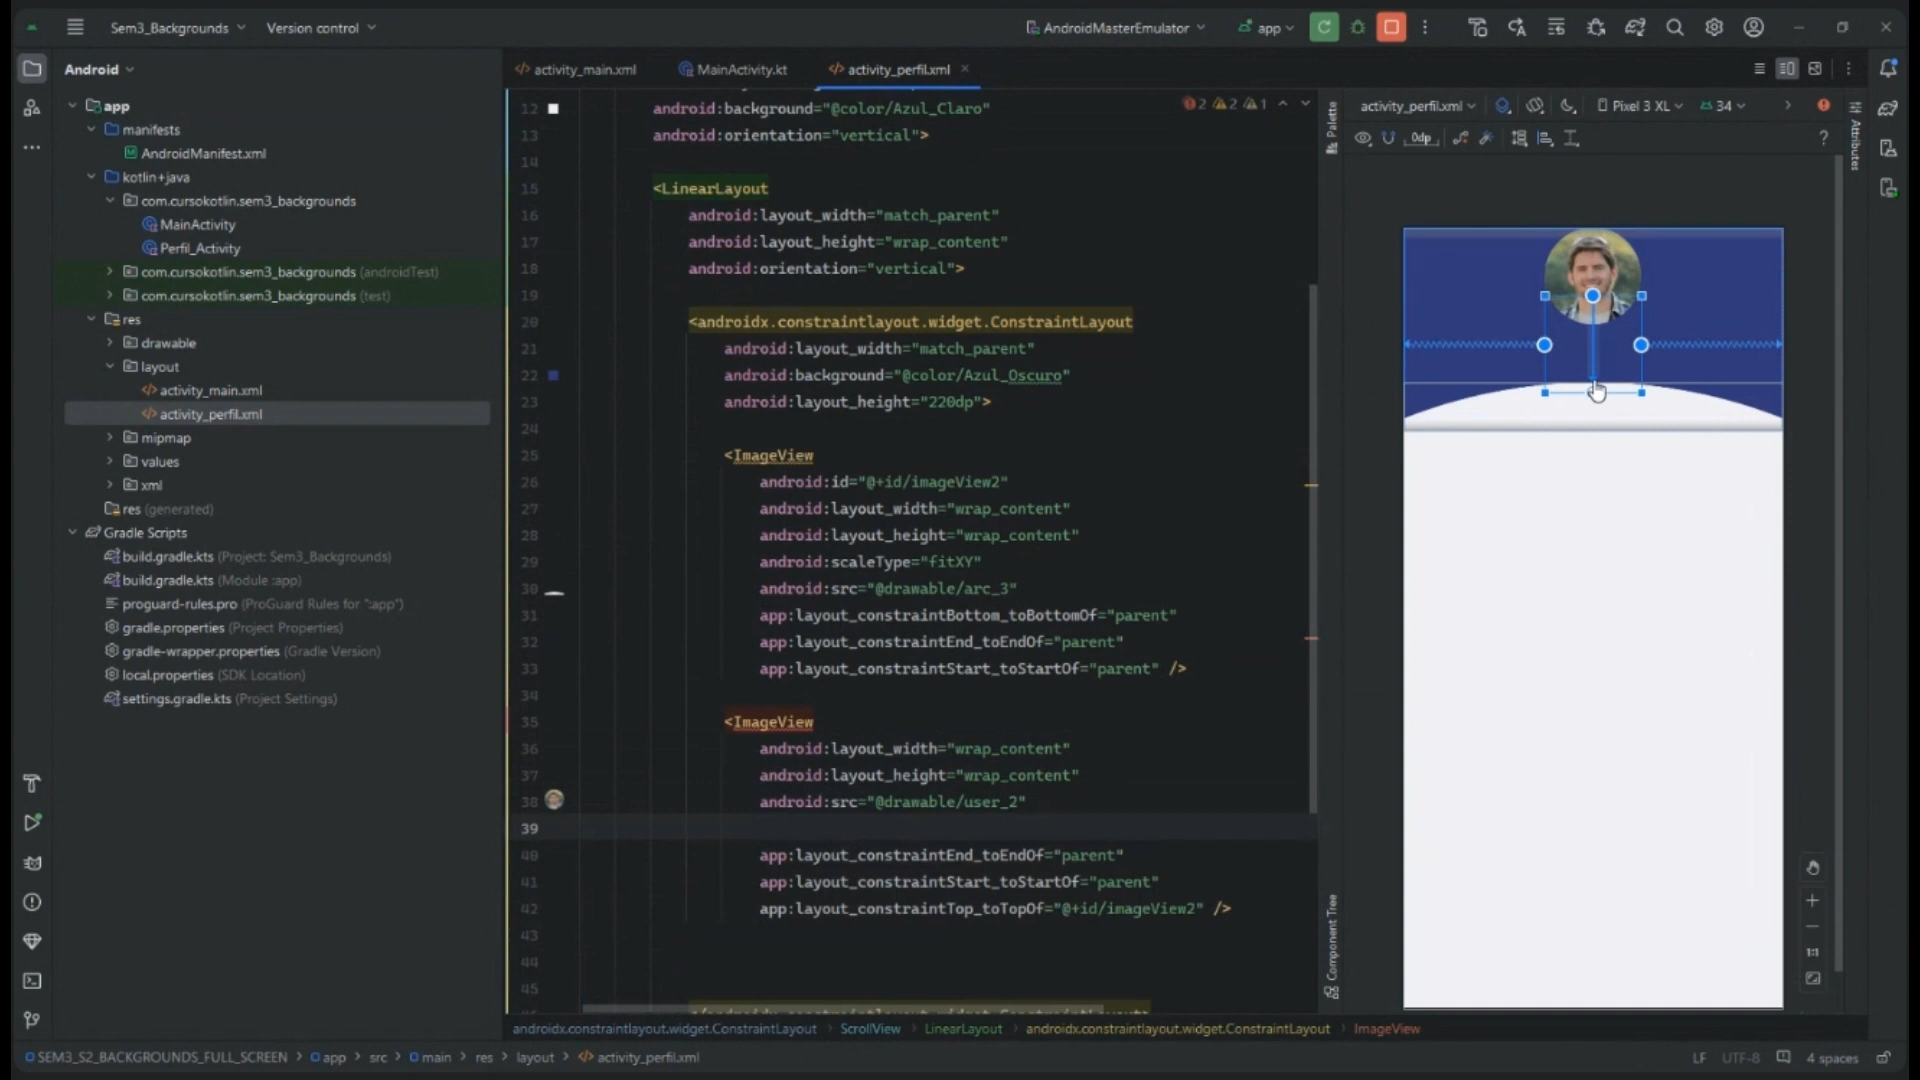 Sem3_Backgrounds
Version control
AndroidMasterEmulator
app
Android
activity_main.xml
MainActivity.kt
activity_perfil.xml
app
manifests
AndroidManifest.xml
kotlin+java
com.cursokotlin.sem3_backgrounds
MainActivity
Perfil_Activity
com.cursokotlin.sem3_backgrounds (androidTest)
com.cursokotlin.sem3_backgrounds (test)
res
drawable
layout
activity_main.xml
activity_perfil.xml
mipmap
values
xml
res (generated)
Gradle Scripts
build.gradle.kts (Project: Sem3_Backgrounds)
build.gradle.kts (Module :app)
proguard-rules.pro (ProGuard Rules for ":app")
gradle.properties (Project Properties)
gradle-wrapper.properties (Gradle Version)
local.properties (SDK Location)
settings.gradle.kts (Project Settings)
2 2 1
12 android:background="@color/Azul_Claro"
13 android:orientation="vertical">
14
15 <LinearLayout
16 android:layout_width="match_parent"
17 android:layout_height="wrap_content"
18 android:orientation="vertical">
19
20 <androidx.constraintlayout.widget.ConstraintLayout
21 android:layout_width="match_parent"
22 android:background="@color/Azul_Oscuro"
23 android:layout_height="220dp">
24
25 <ImageView
26 android:id="@+id/imageView2"
27 android:layout_width="wrap_content"
28 android:layout_height="wrap_content"
29 android:scaleType="fitXY"
30 android:src="@drawable/arc_3"
31 app:layout_constraintBottom_toBottomOf="parent"
32 app:layout_constraintEnd_toEndOf="parent"
33 app:layout_constraintStart_toStartOf="parent" />
34
35 <ImageView
36 android:layout_width="wrap_content"
37 android:layout_height="wrap_content"
38 android:src="@drawable/user_2"
39
40 app:layout_constraintEnd_toEndOf="parent"
41 app:layout_constraintStart_toStartOf="parent"
42 app:layout_constraintTop_toTopOf="@+id/imageView2" />
43
44
45
Palette
Component Tree
activity_perfil.xml
Pixel 3 XL
34
0dp
?
Attributes
1:1
androidx.constraintlayout.widget.ConstraintLayout > ScrollView > LinearLayout > androidx.constraintlayout.widget.ConstraintLayout > ImageView
SEM3_S2_BACKGROUNDS_FULL_SCREEN > app > src > main > res > layout > activity_perfil.xml
LF UTF-8 4 spaces